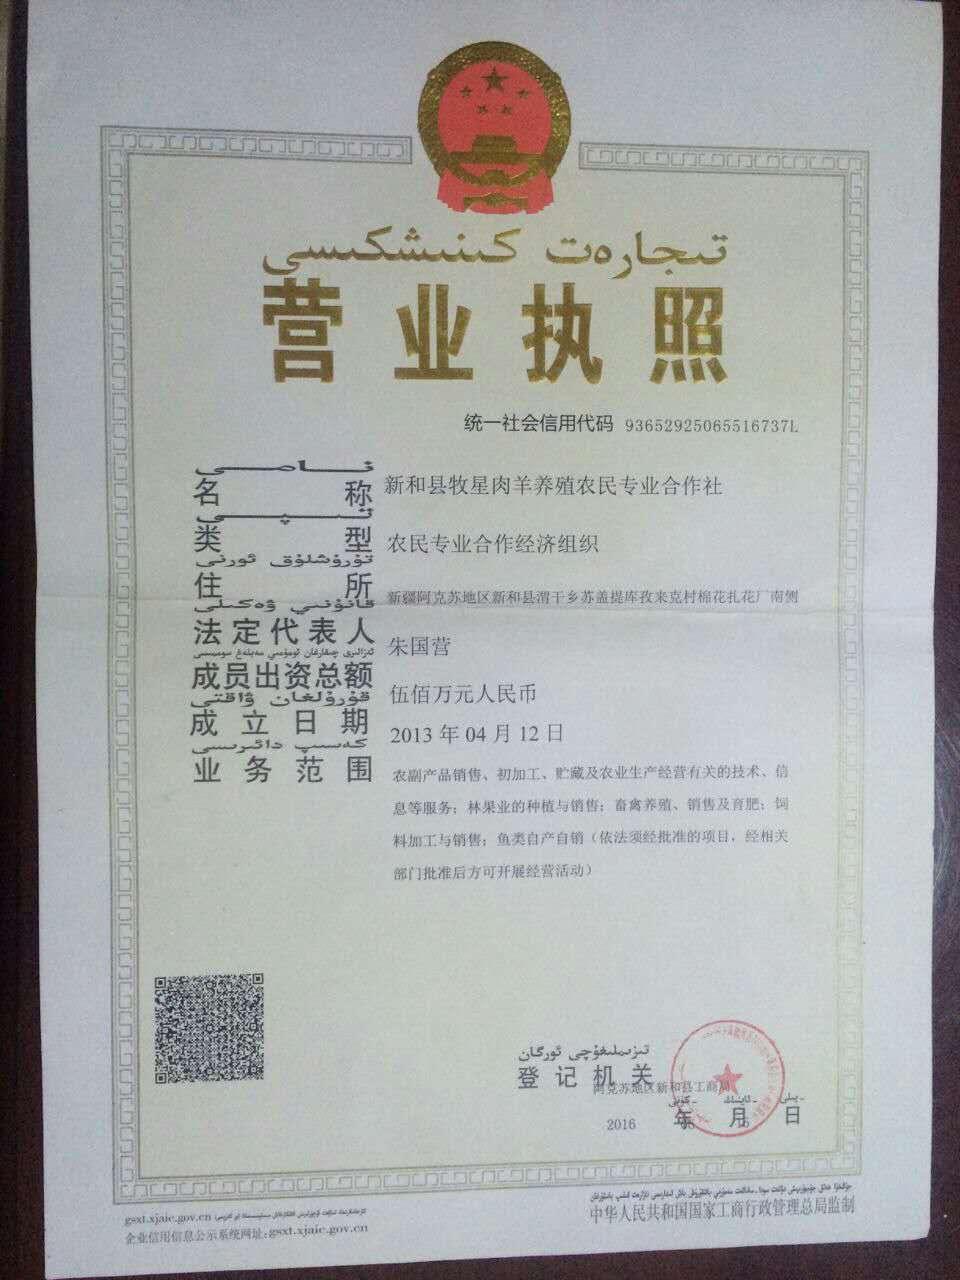 تىجارەت كىنىشكىسى
营业执照
统一社会信用代码 93652925065516737L
نامى
名称 新和县牧星肉羊养殖农民专业合作社
تىپى
类型 农民专业合作经济组织
تۇرۇشلۇق ئورنى
住所 新疆阿克苏地区新和县渭干乡苏盖提库孜来克村棉花扎花厂南侧
قانۇنىي ۋەكىلى
法定代表人 朱国营
成员出资总额 伍佰万元人民币
قۇرۇلغان ۋاقتى
成立日期 2013 年 04 月 12 日
كەسىپ دائىرىسى
业务范围 农副产品销售、初加工、贮藏及农业生产经营有关的技术、信
息等服务；林果业的种植与销售；畜禽养殖、销售及育肥；饲
料加工与销售；鱼类自产自销（依法须经批准的项目，经相关
部门批准后方可开展经营活动）
تىزىملىغۇچى ئورگان
登记机关
阿克苏地区新和县工商局
يىلى ئاينىڭ كۈنى
2016 年 月 日
gsxt.xjaic.gov.cn
企业信用信息公示系统网址: gsxt.xjaic.gov.cn
中华人民共和国国家工商行政管理总局监制